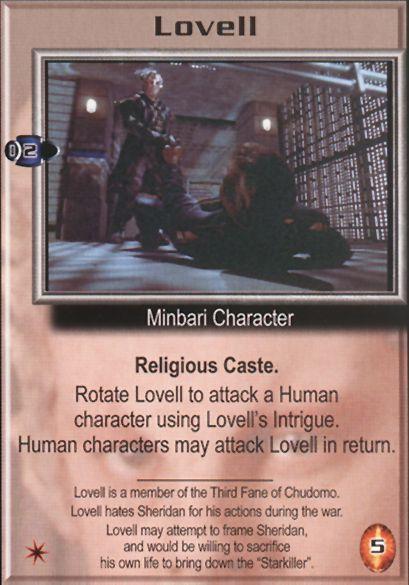 Lovell
2
Minbari Character
Religious Caste.
Rotate Lovell to attack a Human
character using Lovell's Intrigue.
Human characters may attack Lovell in return.
Lovell is a member of the Third Fane of Chudomo.
Lovell hates Sheridan for his actions during the war.
Lovell may attempt to frame Sheridan,
and would be willing to sacrifice
his own life to bring down the "Starkiller".
5